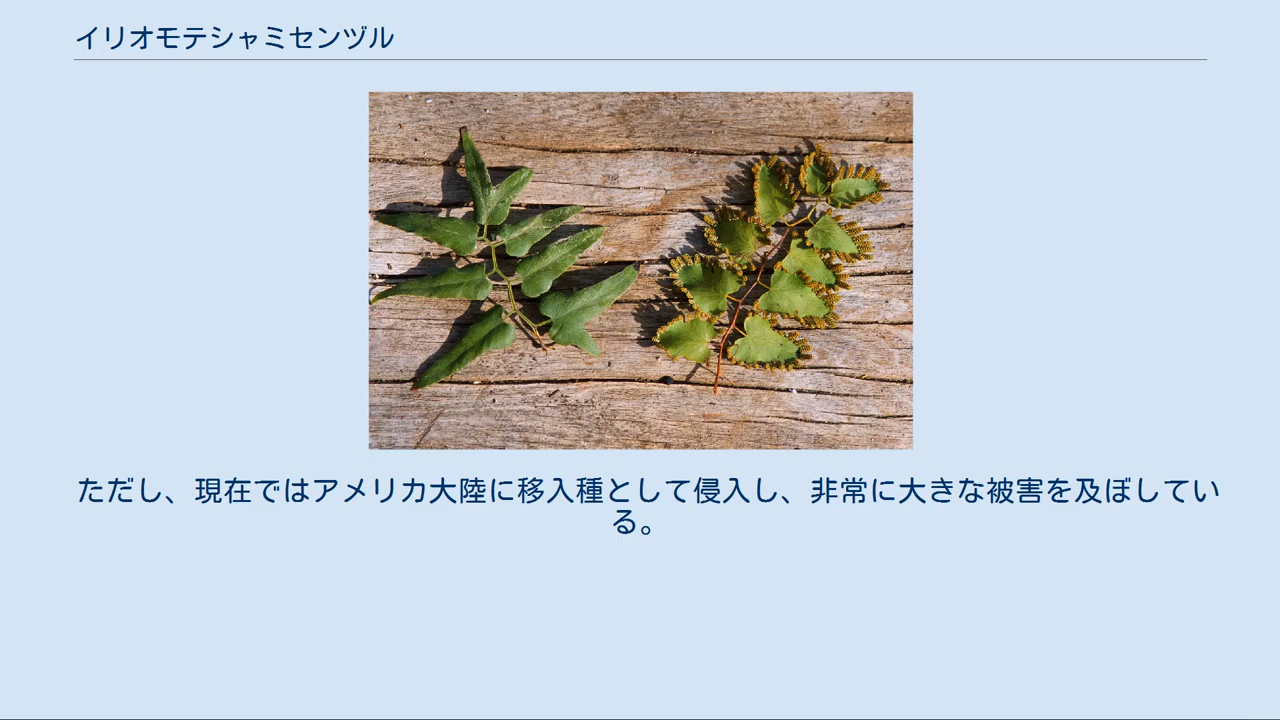 イリオモテシャミセンヅル
ただし、現在ではアメリカ大陸に移入種として侵入し、非常に大きな被害を及ぼしてい
る。